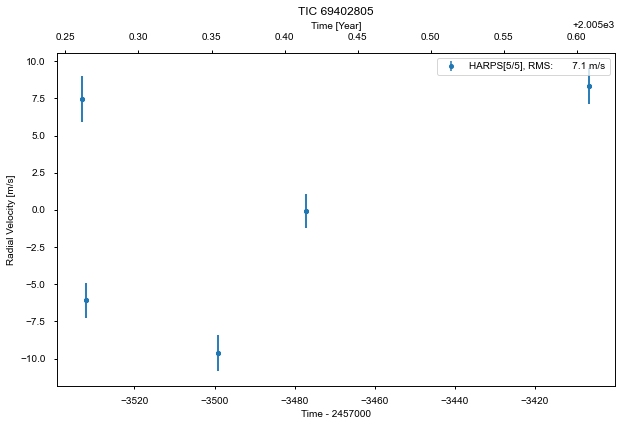 TIC 69402805
Time [Year]
+2.005e3
0.25 0.30 0.35 0.40 0.45 0.50 0.55 0.60
HARPS[5/5], RMS: 7.1 m/s
10.0
7.5
5.0
2.5
0.0
−2.5
−5.0
−7.5
−10.0
Radial Velocity [m/s]
−3520 −3500 −3480 −3460 −3440 −3420
Time - 2457000